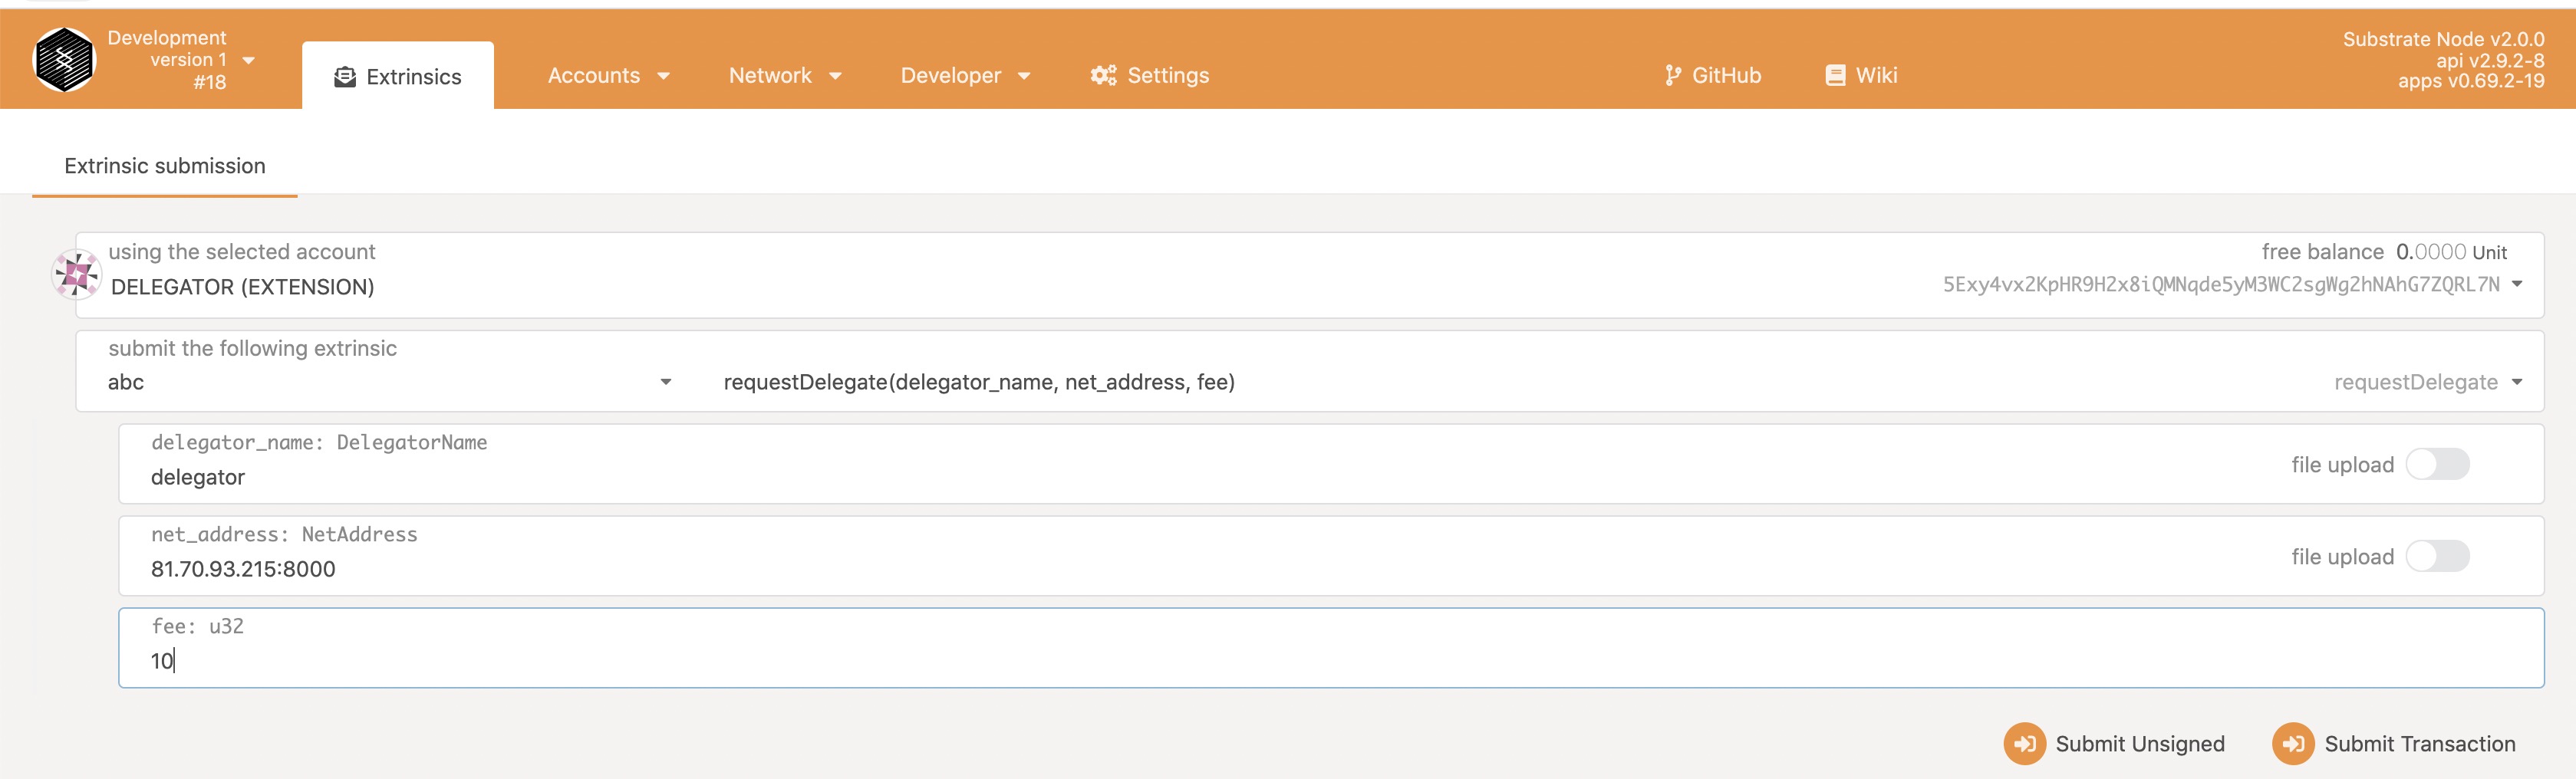 Development
version 1
#18
Extrinsics
Accounts
Network
Developer
Settings
GitHub
Wiki
Substrate Node v2.0.0
api v2.9.2-8
apps v0.69.2-19
Extrinsic submission
using the selected account
DELEGATOR (EXTENSION)
free balance 0.0000 Unit
5Exy4vx2KpHR9H2x8iQMNqde5yM3WC2sgWg2hNAhG7ZQRL7N
submit the following extrinsic
abc
requestDelegate(delegator_name, net_address, fee)
requestDelegate
delegator_name: DelegatorName
delegator
file upload
net_address: NetAddress
81.70.93.215:8000
file upload
fee: u32
10
Submit Unsigned
Submit Transaction